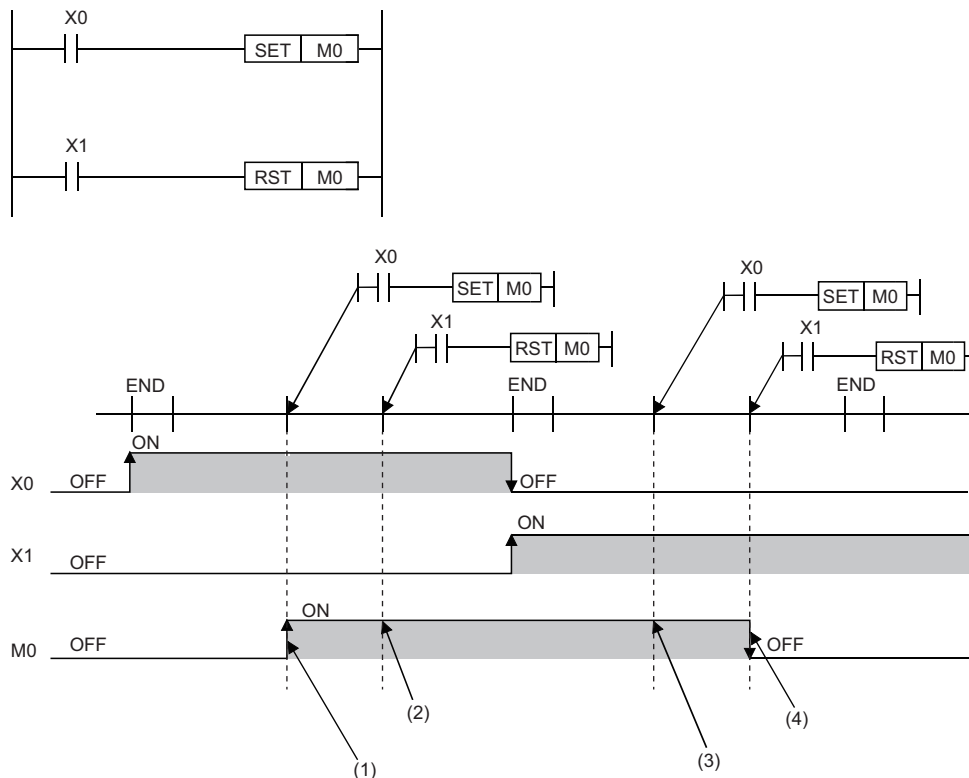 X0
SET M0
X1
RST M0
X0
SET M0
X1
RST M0
X0
SET M0
X1
RST M0
END
END
END
ON
X0 OFF
OFF
ON
X1 OFF
ON
M0 OFF
OFF
(1)
(2)
(3)
(4)